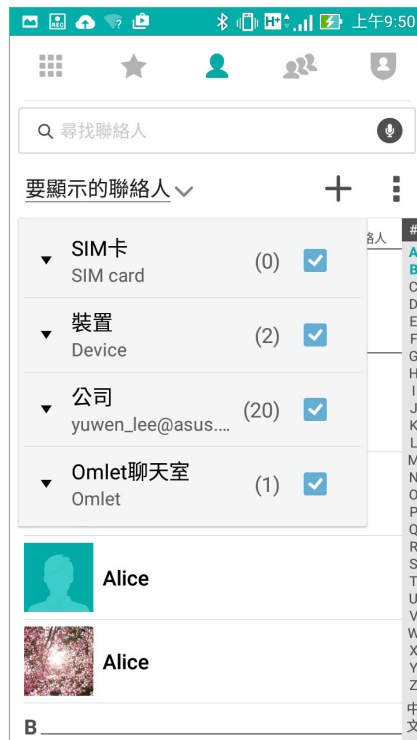 上午9:50
尋找聯絡人
要顯示的聯絡人
絡人
#
SIM卡 (0)
SIM card
裝置 (2)
Device
公司 (20)
yuwen_lee@asus....
Omlet聊天室 (1)
Omlet
Alice
Alice
B
A
B
C
D
E
F
G
H
I
J
K
L
M
N
O
P
Q
R
S
T
U
V
W
X
Y
Z
中
文